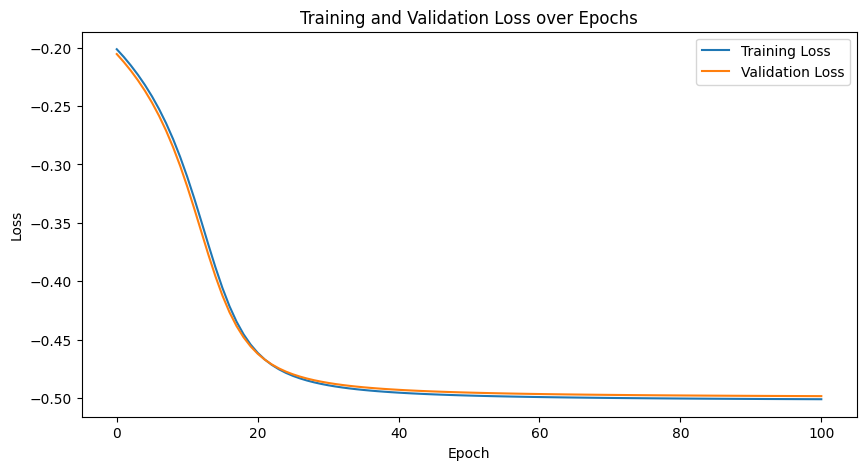 Training and Validation Loss over Epochs
Training Loss
Validation Loss
Loss
−0.20
−0.25
−0.30
−0.35
−0.40
−0.45
−0.50
0 20 40 60 80 100
Epoch